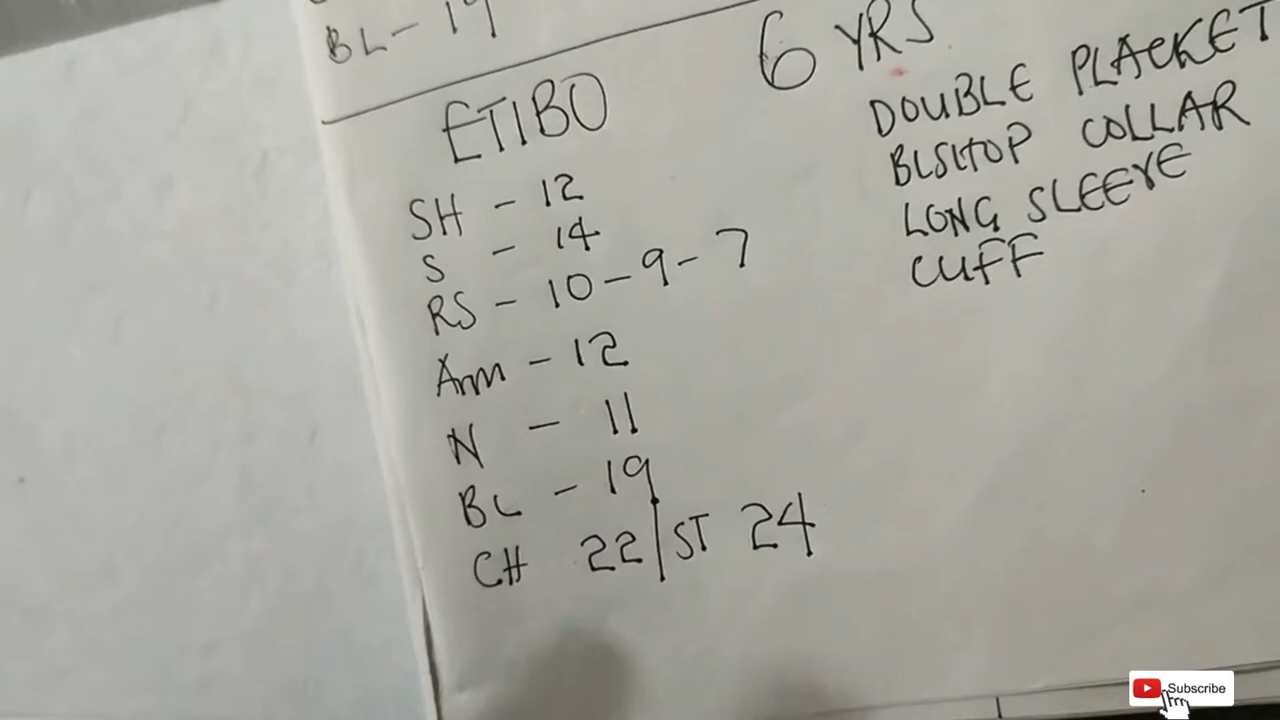 BL - 19
ETIBO
6 YRS
SH - 12
S - 14
RS - 10 - 9 - 7
Arm - 12
N - 11
BL - 19
CH 22 | ST 24
DOUBLE PLACKET
BISHOP COLLAR
LONG SLEEVE
CUFF
Subscribe